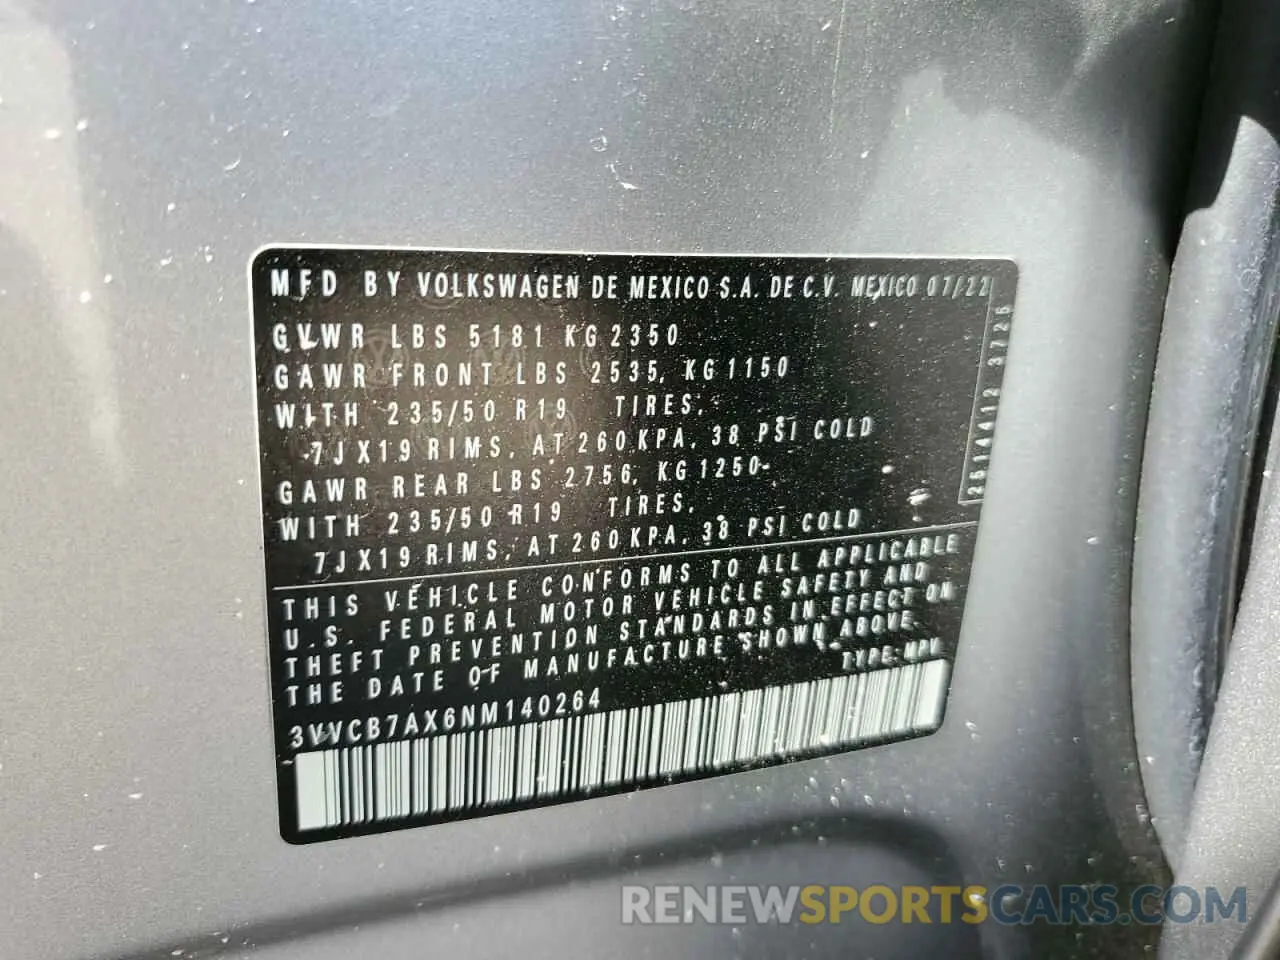 MFD BY VOLKSWAGEN DE MEXICO S.A. DE C.V. MEXICO 07/22
GVWR LBS 5181 KG 2350
GAWR FRONT LBS 2535, KG 1150
WITH 235/50 R19 TIRES,
7JX19 RIMS, AT 260 KPA, 38 PSI COLD
GAWR REAR LBS 2756, KG 1250
WITH 235/50 R19 TIRES,
7JX19 RIMS, AT 260 KPA, 38 PSI COLD
2514412 3726
THIS VEHICLE CONFORMS TO ALL APPLICABLE
U.S. FEDERAL MOTOR VEHICLE SAFETY AND
THEFT PREVENTION STANDARDS IN EFFECT ON
THE DATE OF MANUFACTURE SHOWN ABOVE.
TYPE: MPV
3VVCB7AX6NM140264
RENEWSPORTSCARS.COM